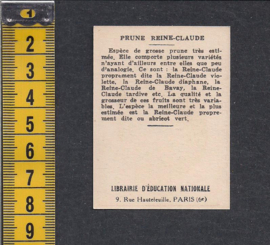 2
3
4
5
6
7
8
9
PRUNE REINE-CLAUDE
Espèce de grosse prune très esti-
mée. Elle comporte plusieurs variétés
n'ayant d'ailleurs entre elles que peu
d'analogie. Ce sont : la Reine-Claude
proprement dite la Reine-Claude vio-
lette, la Reine-Claude diaphane, la
Reine-Claude de Bavay, la Reine-
Claude tardive etc. La qualité et la
grosseur de ces fruits sont très varia-
bles. L'espèce la meilleure et la plus
estimée est la Reine-Claude propre-
ment dite ou abricot vert.
LIBRAIRIE D'ÉDUCATION NATIONALE
9, Rue Hautefeuille, PARIS (6e)